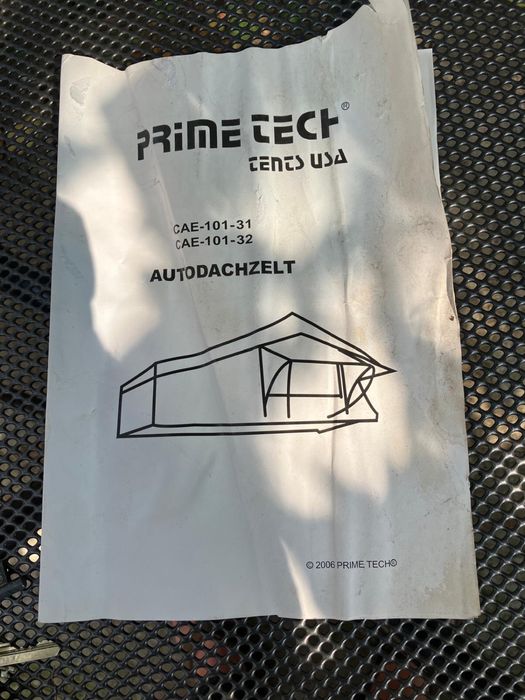 PRIME TECH®
TENTS USA
CAE-101-31
CAE-101-32
AUTODACHZELT
© 2006 PRIME TECH®